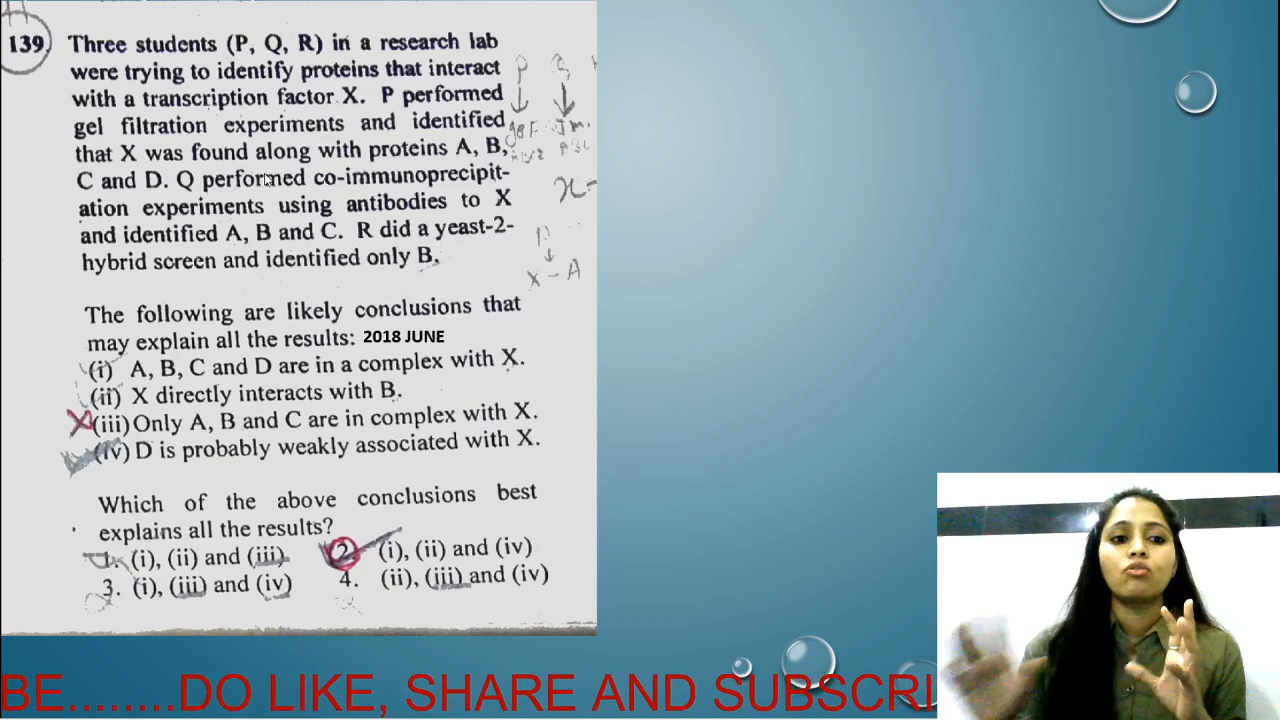 139 Three students (P, Q, R) in a research lab
were trying to identify proteins that interact
with a transcription factor X. P performed
gel filtration experiments and identified
that X was found along with proteins A, B,
C and D. Q performed co-immunoprecipit-
ation experiments using antibodies to X
and identified A, B and C. R did a yeast-2-
hybrid screen and identified only B.
P
X - A
The following are likely conclusions that
may explain all the results: 2018 JUNE
(i) A, B, C and D are in a complex with X.
(ii) X directly interacts with B.
X (iii) Only A, B and C are in complex with X.
(iv) D is probably weakly associated with X.
Which of the above conclusions best
explains all the results?
1. (i), (ii) and (iii) 2. (i), (ii) and (iv)
3. (i), (iii) and (iv) 4. (ii), (iii) and (iv)
BE........DO LIKE, SHARE AND SUBSCRI